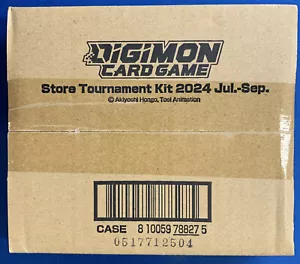 DIGIMON
CARD GAME
Store Tournament Kit 2024 Jul.-Sep.
© Akiyoshi Hongo, Toei Animation
CASE 8 10059 78827 5
0517712504